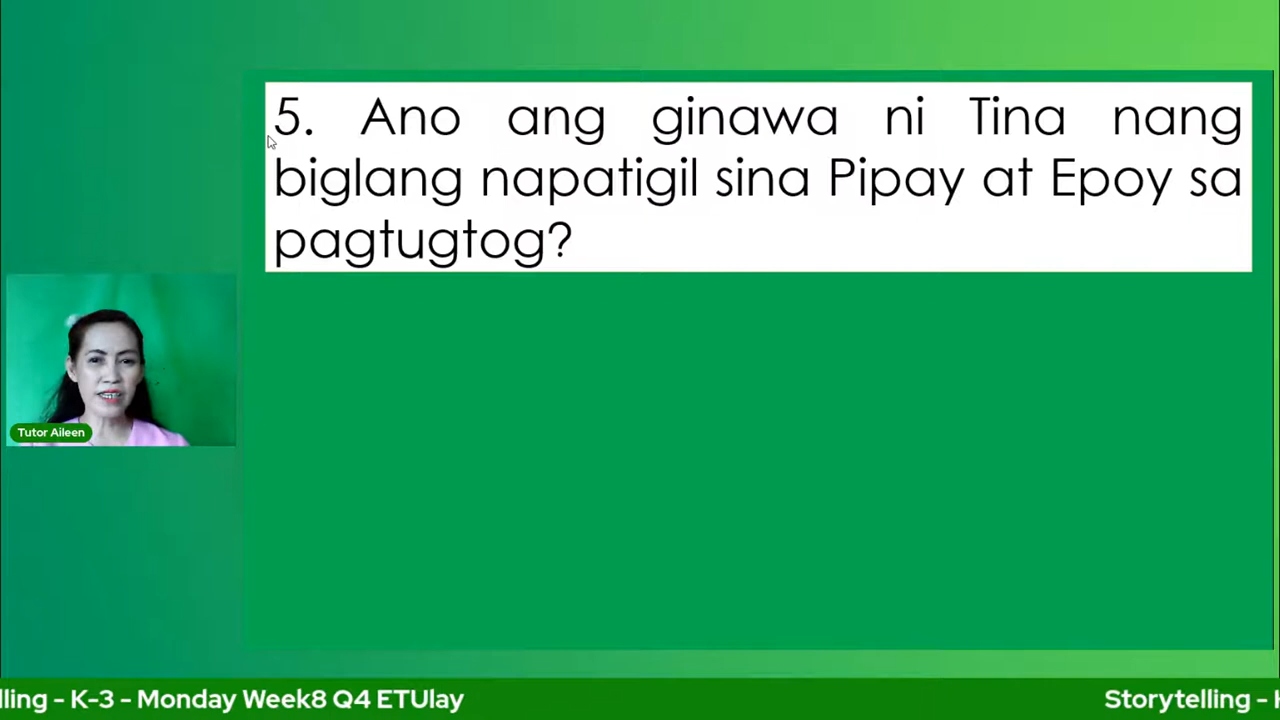 5. Ano ang ginawa ni Tina nang
biglang napatigil sina Pipay at Epoy sa
pagtugtog?
Tutor Aileen
lling - K-3 - Monday Week8 Q4 ETUlay
Storytelling -